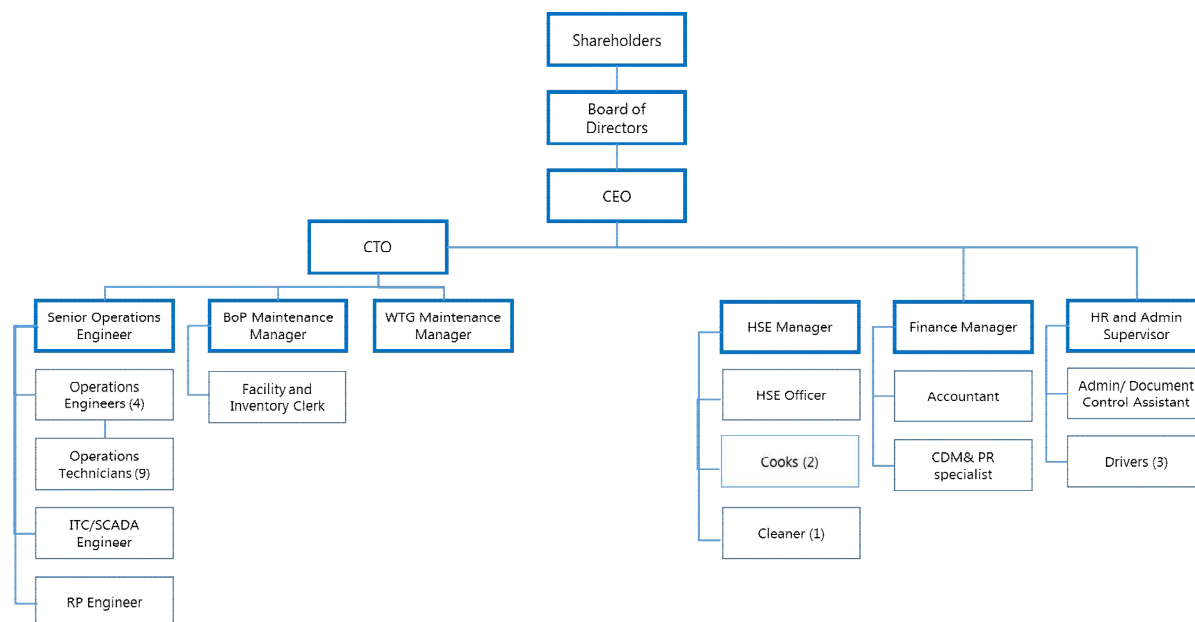 Shareholders
Board of
Directors
CEO
CTO
Senior Operations
Engineer
BoP Maintenance
Manager
WTG Maintenance
Manager
HSE Manager
Finance Manager
HR and Admin
Supervisor
Operations
Engineers (4)
Facility and
Inventory Clerk
HSE Officer
Accountant
Admin/ Document
Control Assistant
Operations
Technicians (9)
Cooks (2)
CDM& PR
specialist
Drivers (3)
ITC/SCADA
Engineer
Cleaner (1)
RP Engineer